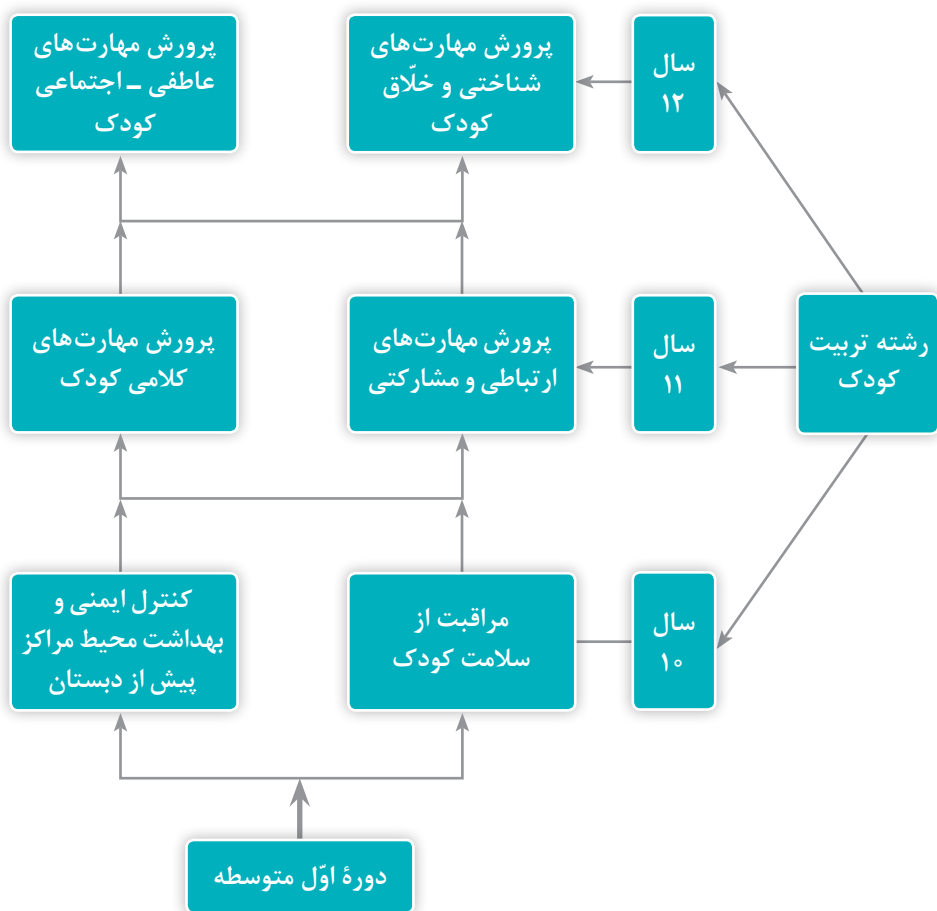 پرورش مهارت‌های
شناختی و خلّاق
کودک
پرورش مهارت‌های
عاطفی ـ اجتماعی
کودک
سال
۱۲
رشته تربیت
کودک
سال
۱۱
پرورش مهارت‌های
ارتباطی و مشارکتی
پرورش مهارت‌های
کلامی کودک
سال
۱۰
مراقبت از
سلامت کودک
کنترل ایمنی و
بهداشت محیط مراکز
پیش از دبستان
دورهٔ اوّل متوسطه